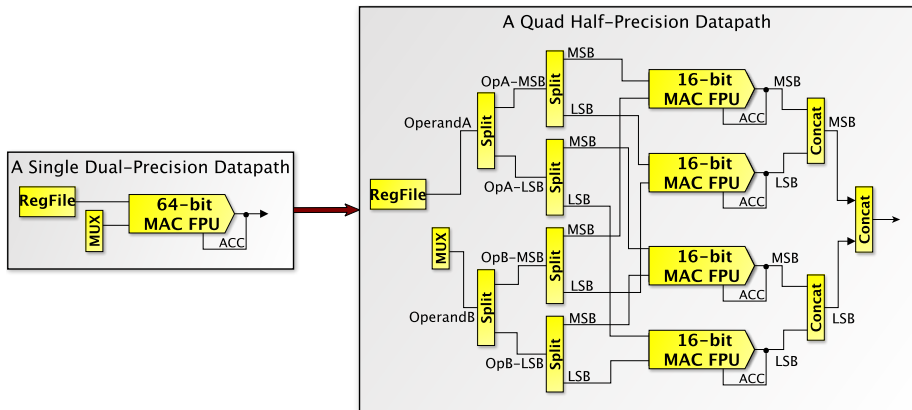 A Single Dual-Precision Datapath
RegFile
MUX
64-bit
MAC FPU
ACC
A Quad Half-Precision Datapath
RegFile
OperandA
Split
OpA-MSB
OpA-LSB
Split
MSB
LSB
Split
MSB
LSB
MUX
OperandB
Split
OpB-MSB
OpB-LSB
Split
MSB
LSB
Split
MSB
LSB
16-bit
MAC FPU
ACC
MSB
16-bit
MAC FPU
ACC
LSB
Concat
MSB
16-bit
MAC FPU
ACC
MSB
16-bit
MAC FPU
ACC
LSB
Concat
LSB
Concat